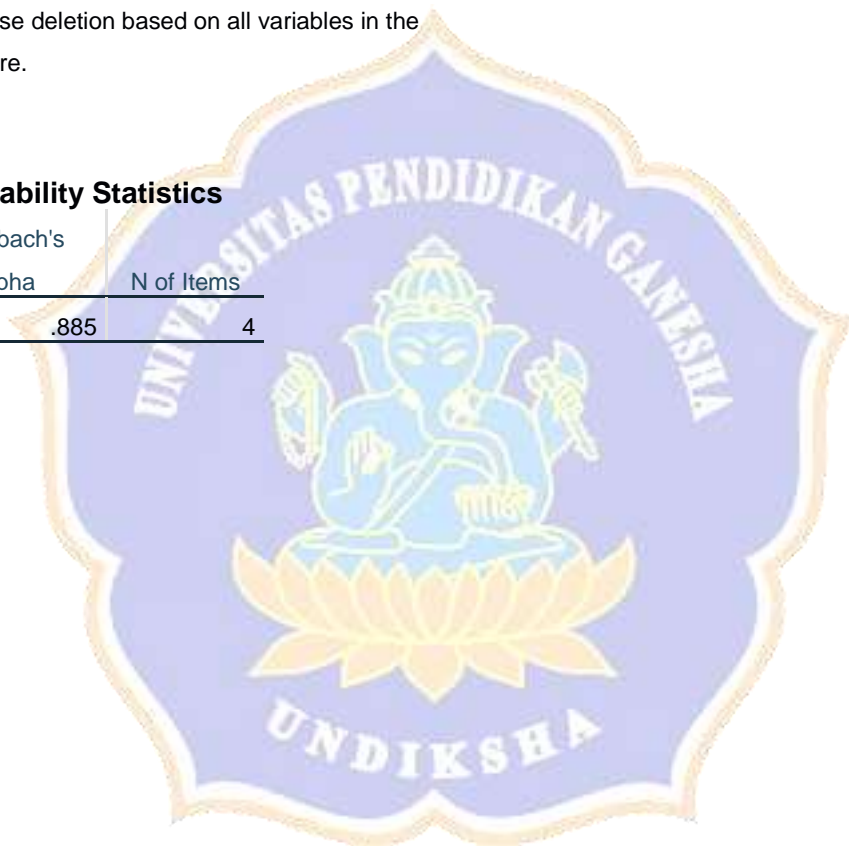 se deletion based on all variables in the
re.
ability Statistics
bach's
pha N of Items
.885 4
UNIVERSITAS PENDIDIKAN GANESHA
UNDIKSHA